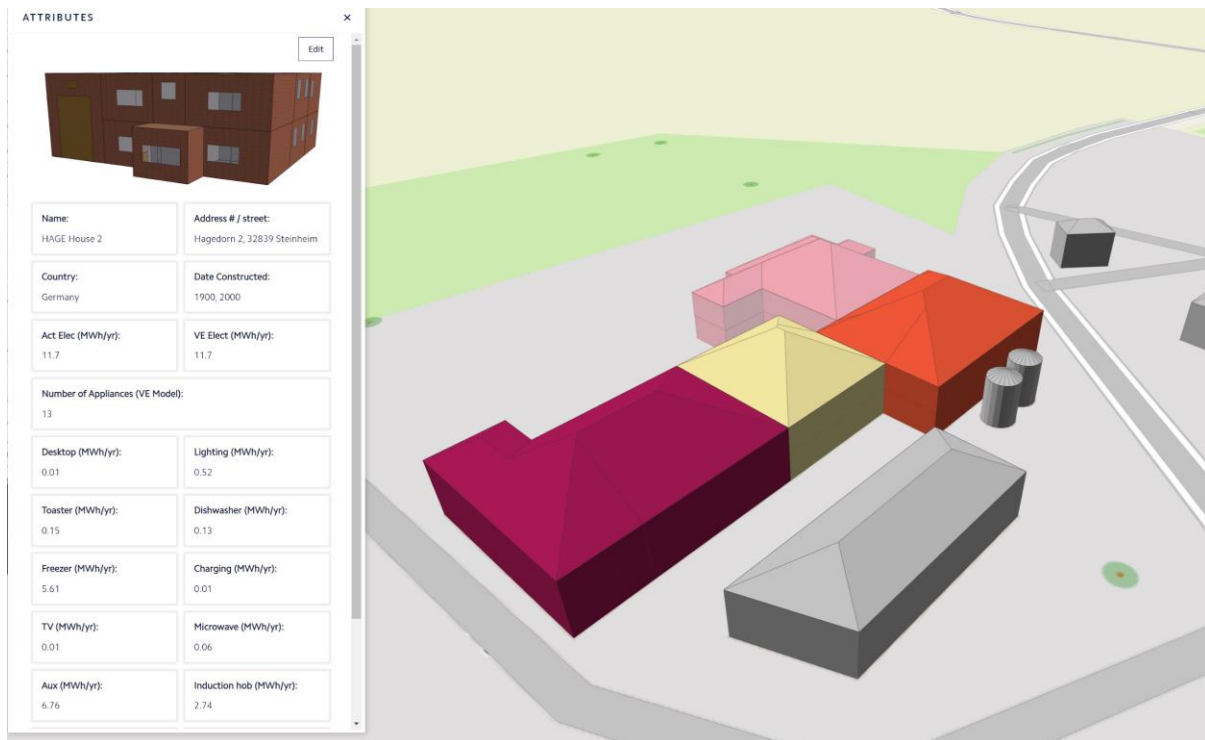 ATTRIBUTES ×
Edit
Name:
HAGE House 2
Address # / street:
Hagedorn 2, 32839 Steinheim
Country:
Germany
Date Constructed:
1900, 2000
Act Elec (MWh/yr):
11.7
VE Elect (MWh/yr):
11.7
Number of Appliances (VE Model):
13
Desktop (MWh/yr):
0.01
Lighting (MWh/yr):
0.52
Toaster (MWh/yr):
0.15
Dishwasher (MWh/yr):
0.13
Freezer (MWh/yr):
5.61
Charging (MWh/yr):
0.01
TV (MWh/yr):
0.01
Microwave (MWh/yr):
0.06
Aux (MWh/yr):
6.76
Induction hob (MWh/yr):
2.74